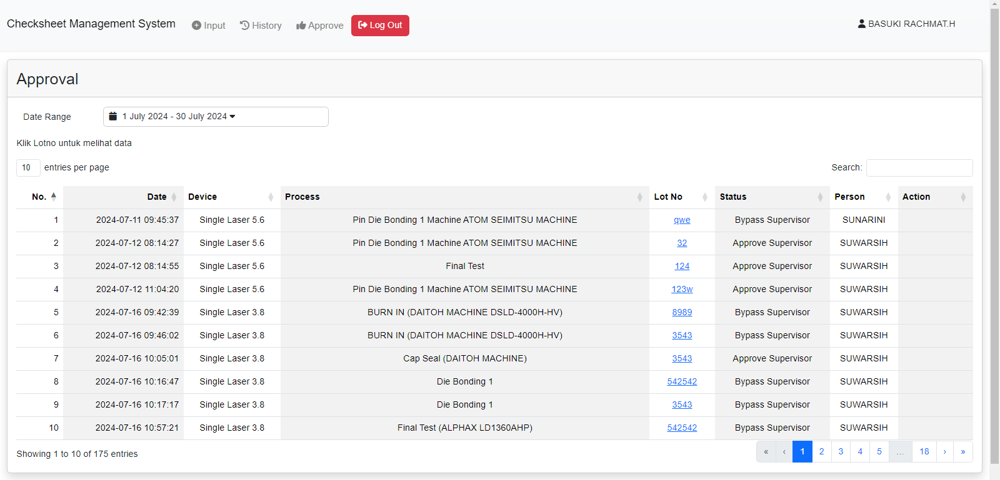 Checksheet Management System Input History Approve Log Out BASUKI RACHMAT.H
Approval
Date Range 1 July 2024 - 30 July 2024
Klik Lotno untuk melihat data
10 entries per page Search:
No. Date Device Process Lot No Status Person Action
1 2024-07-11 09:45:37 Single Laser 5.6 Pin Die Bonding 1 Machine ATOM SEIMITSU MACHINE qwe Bypass Supervisor SUNARINI
2 2024-07-12 08:14:27 Single Laser 5.6 Pin Die Bonding 1 Machine ATOM SEIMITSU MACHINE 32 Approve Supervisor SUWARSIH
3 2024-07-12 08:14:55 Single Laser 5.6 Final Test 124 Approve Supervisor SUWARSIH
4 2024-07-12 11:04:20 Single Laser 5.6 Pin Die Bonding 1 Machine ATOM SEIMITSU MACHINE 123w Approve Supervisor SUWARSIH
5 2024-07-16 09:42:39 Single Laser 3.8 BURN IN (DAITOH MACHINE DSLD-4000H-HV) 8989 Bypass Supervisor SUWARSIH
6 2024-07-16 09:46:02 Single Laser 3.8 BURN IN (DAITOH MACHINE DSLD-4000H-HV) 3543 Bypass Supervisor SUWARSIH
7 2024-07-16 10:05:01 Single Laser 3.8 Cap Seal (DAITOH MACHINE) 3543 Approve Supervisor SUWARSIH
8 2024-07-16 10:16:47 Single Laser 3.8 Die Bonding 1 542542 Bypass Supervisor SUWARSIH
9 2024-07-16 10:17:17 Single Laser 3.8 Die Bonding 1 3543 Bypass Supervisor SUWARSIH
10 2024-07-16 10:57:21 Single Laser 3.8 Final Test (ALPHAX LD1360AHP) 542542 Bypass Supervisor SUWARSIH
Showing 1 to 10 of 175 entries « ‹ 1 2 3 4 5 … 18 › »